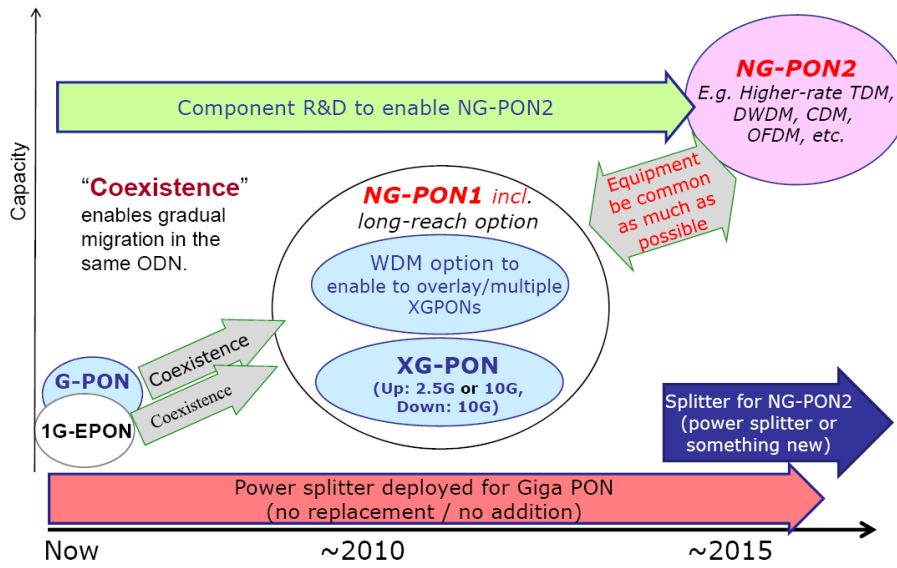 Capacity
NG-PON2
E.g. Higher-rate TDM,
DWDM, CDM,
OFDM, etc.
Component R&D to enable NG-PON2
“Coexistence”
enables gradual
migration in the
same ODN.
NG-PON1 incl.
long-reach option
Equipment
be common
as much as
possible
WDM option to
enable to overlay/multiple
XGPONs
XG-PON
(Up: 2.5G or 10G,
Down: 10G)
G-PON
1G-EPON
Coexistence
Coexistence
Splitter for NG-PON2
(power splitter or
something new)
Power splitter deployed for Giga PON
(no replacement / no addition)
Now
~2010
~2015